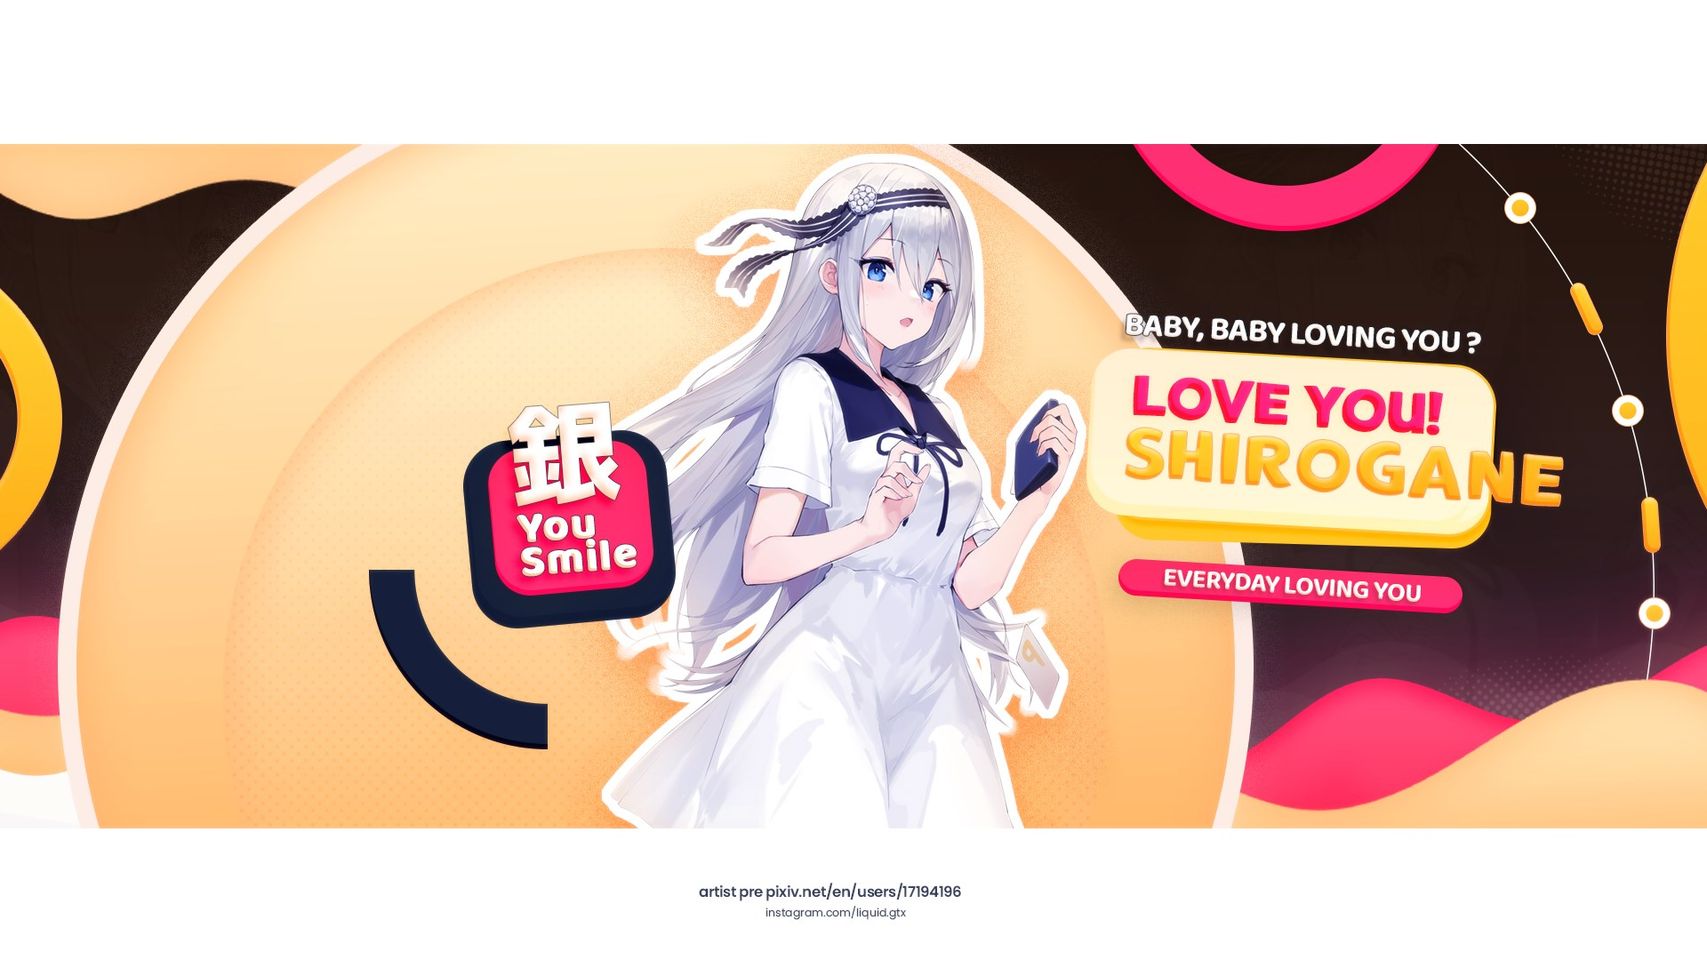 銀
You
Smile
BABY, BABY LOVING YOU ?
LOVE YOU!
SHIROGANE
EVERYDAY LOVING YOU
artist pre pixiv.net/en/users/17194196
instagram.com/liquid.gtx